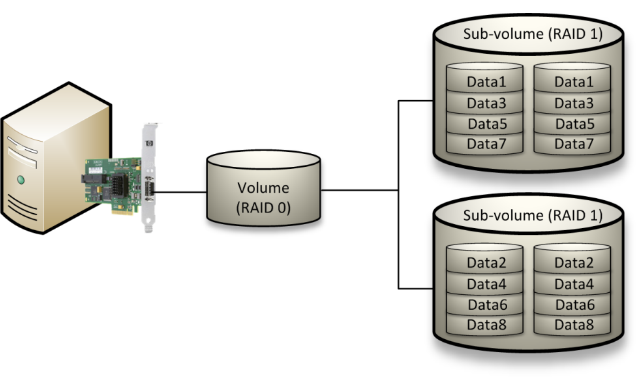 Sub-volume (RAID 1)
Data1
Data3
Data5
Data7
Data1
Data3
Data5
Data7
Volume
(RAID 0)
Sub-volume (RAID 1)
Data2
Data4
Data6
Data8
Data2
Data4
Data6
Data8